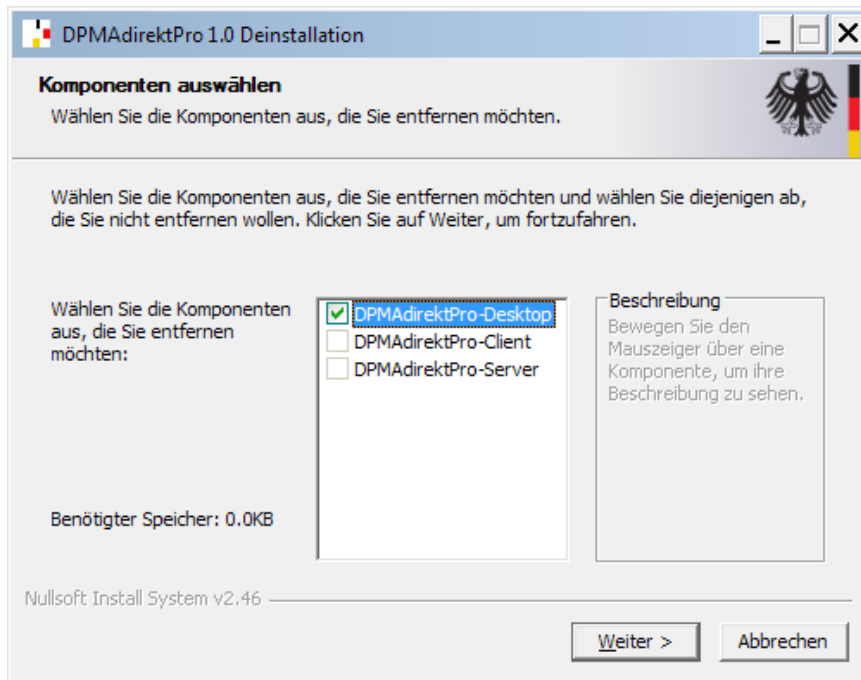 DPMAdirektPro 1.0 Deinstallation
Komponenten auswählen
Wählen Sie die Komponenten aus, die Sie entfernen möchten.
Wählen Sie die Komponenten aus, die Sie entfernen möchten und wählen Sie diejenigen ab,
die Sie nicht entfernen wollen. Klicken Sie auf Weiter, um fortzufahren.
Wählen Sie die Komponenten
aus, die Sie entfernen
möchten:
DPMAdirektPro-Desktop
DPMAdirektPro-Client
DPMAdirektPro-Server
Beschreibung
Bewegen Sie den
Mauszeiger über eine
Komponente, um ihre
Beschreibung zu sehen.
Benötigter Speicher: 0.0KB
Nullsoft Install System v2.46
Weiter >
Abbrechen